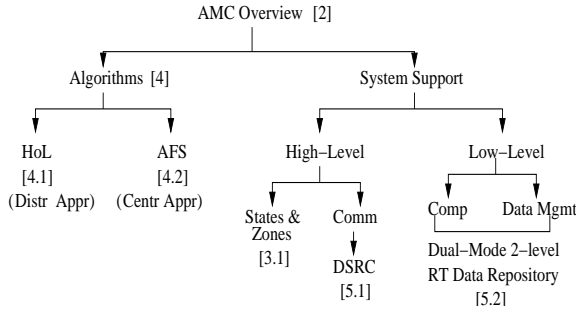 AMC Overview [2]
Algorithms [4]
System Support
HoL
[4.1]
(Distr Appr)
AFS
[4.2]
(Centr Appr)
High–Level
Low–Level
States &
Zones
[3.1]
Comm
DSRC
[5.1]
Comp
Data Mgmt
Dual–Mode 2–level
RT Data Repository
[5.2]